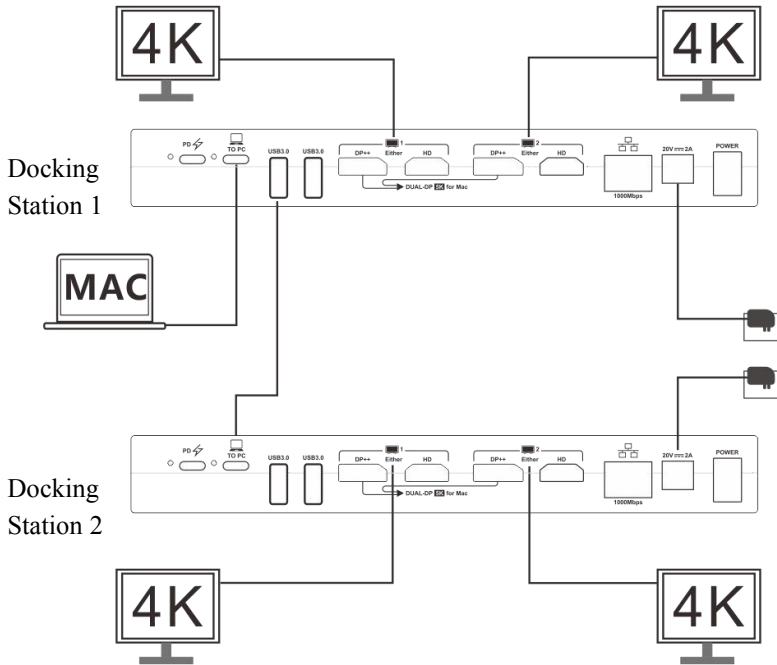 4K
4K
PD
TO PC
USB3.0
USB3.0
1
DP++
Either
HD
2
DP++
Either
HD
DUAL-DP 5K for Mac
1000Mbps
20V⎓2A
POWER
Docking
Station 1
MAC
PD
TO PC
USB3.0
USB3.0
1
DP++
Either
HD
2
DP++
Either
HD
DUAL-DP 5K for Mac
1000Mbps
20V⎓2A
POWER
Docking
Station 2
4K
4K